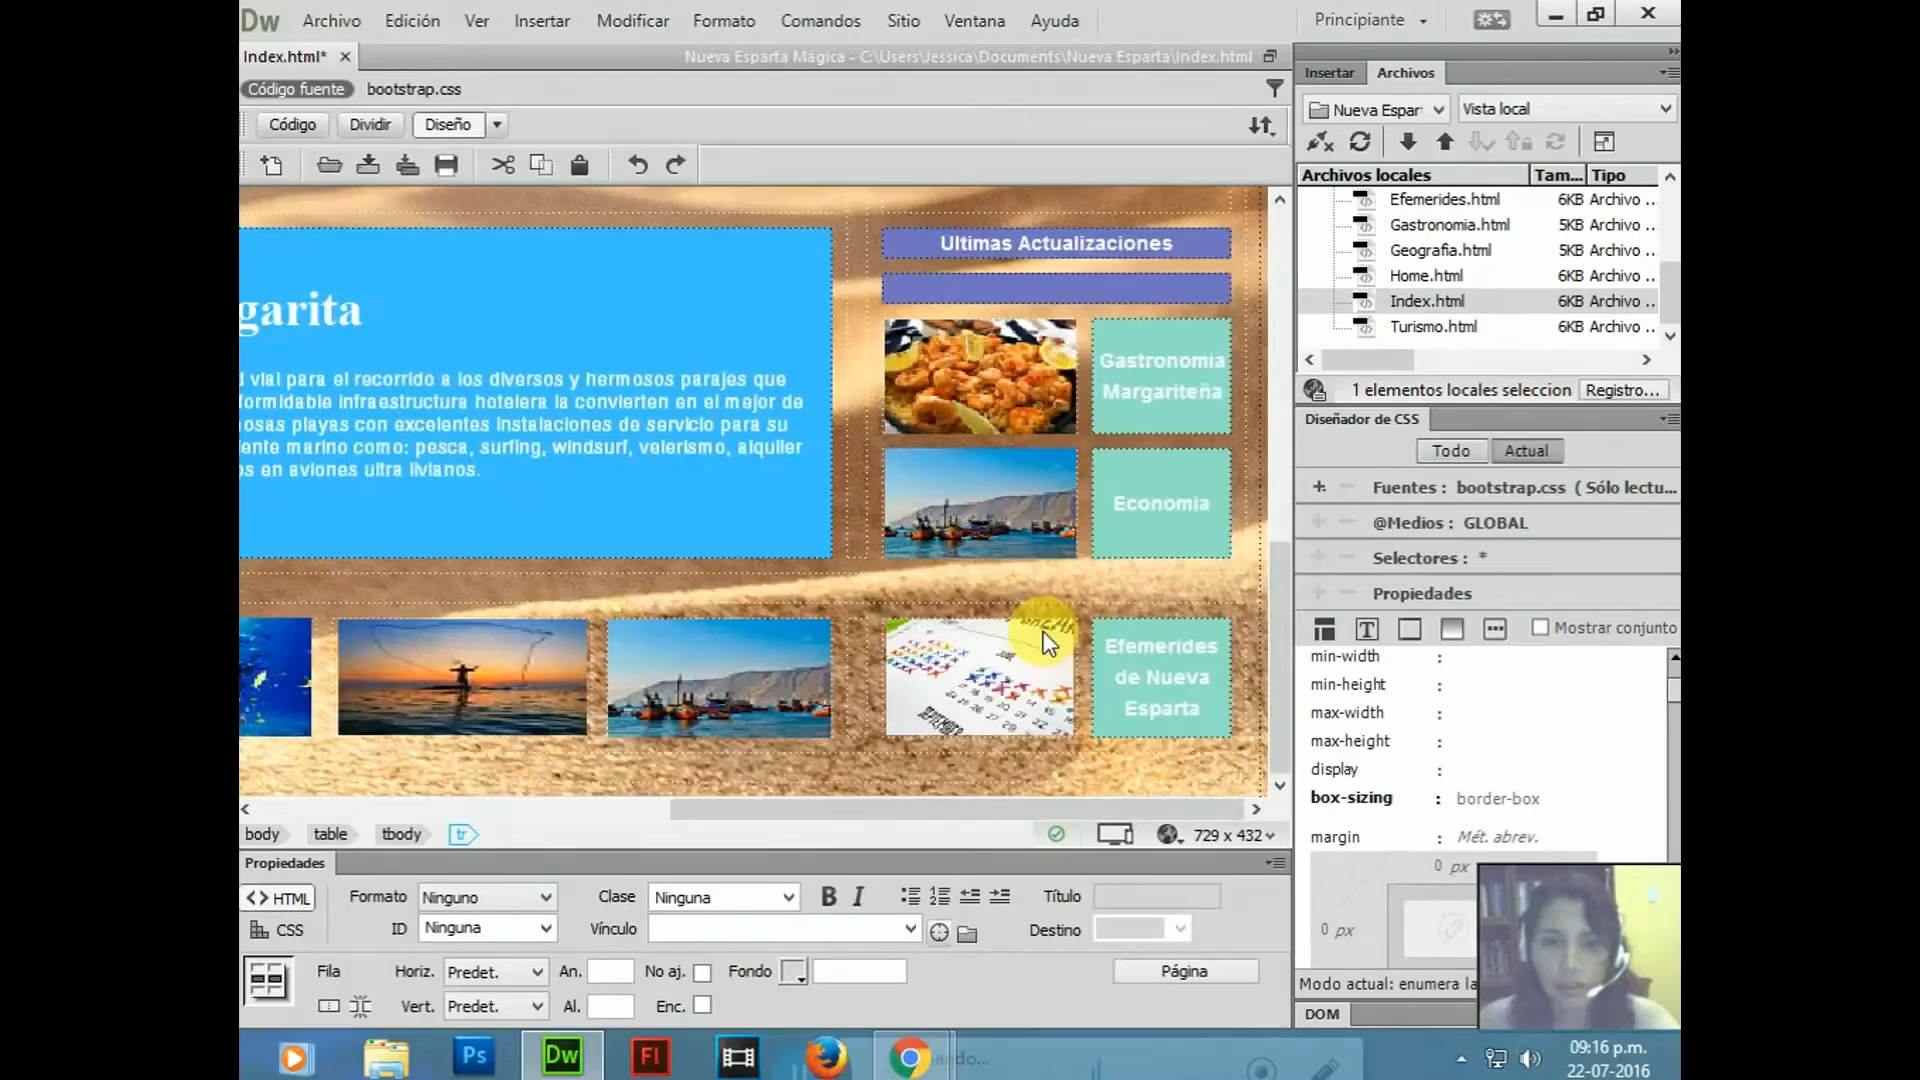 Dw Archivo Edición Ver Insertar Modificar Formato Comandos Sitio Ventana Ayuda Principiante
Index.html* Nueva Esparta Mágica - C:\Users\Jessica\Documents\Nueva Esparta\Index.html
Código fuente bootstrap.css
Código Dividir Diseño
Ultimas Actualizaciones
garita
d vial para el recorrido a los diversos y hermosos parajes que
formidable infraestructura hotelera la convierten en el mejor de
osas playas con excelentes instalaciones de servicio para su
ente marino como: pesca, surfing, windsurf, velerismo, alquiler
os en aviones ultra livianos.
Gastronomia
Margariteña
Economia
Efemerides
de Nueva
Esparta
SEPTEMBER
body table tbody tr 729 x 432
Propiedades
HTML Formato Ninguno Clase Ninguna B I Título
CSS ID Ninguna Vínculo Destino
Fila Horiz. Predet. An. No aj. Fondo Página
Vert. Predet. Al. Enc.
Insertar Archivos
Nueva Espar Vista local
Archivos locales Tam... Tipo
Efemerides.html 6KB Archivo ..
Gastronomia.html 5KB Archivo ..
Geografia.html 5KB Archivo ..
Home.html 6KB Archivo ..
Index.html 6KB Archivo ..
Turismo.html 6KB Archivo ..
1 elementos locales seleccion Registro...
Diseñador de CSS
Todo Actual
Fuentes : bootstrap.css ( Sólo lectu...
@Medios : GLOBAL
Selectores : *
Propiedades
Mostrar conjunto
min-width :
min-height :
max-width :
max-height :
display :
box-sizing : border-box
margin : Mét. abrev.
0 px
0 px
Modo actual: enumera la
DOM
Ps Dw Fl
09:16 p.m.
22-07-2016